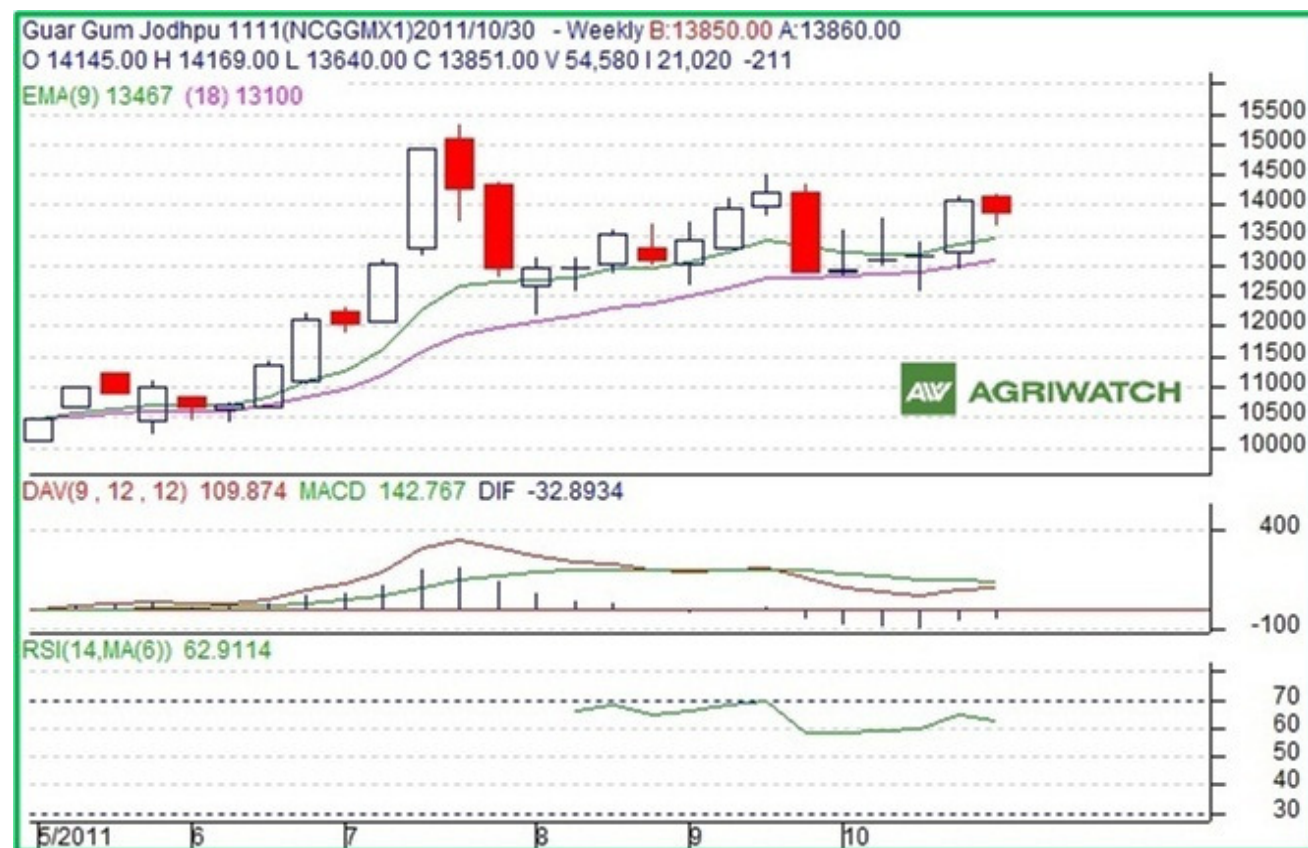 Guar Gum Jodhpu 1111(NCGGMX1)2011/10/30 - Weekly B:13850.00 A:13860.00
O 14145.00 H 14169.00 L 13640.00 C 13851.00 V 54,580 I 21,020 -211
EMA(9) 13467 (18) 13100
15500
15000
14500
14000
13500
13000
12500
12000
11500
11000
10500
10000
AW AGRIWATCH
DAV(9 , 12 , 12) 109.874 MACD 142.767 DIF -32.8934
400
-100
RSI(14,MA(6)) 62.9114
70
60
50
40
30
5/2011 6 7 8 9 10